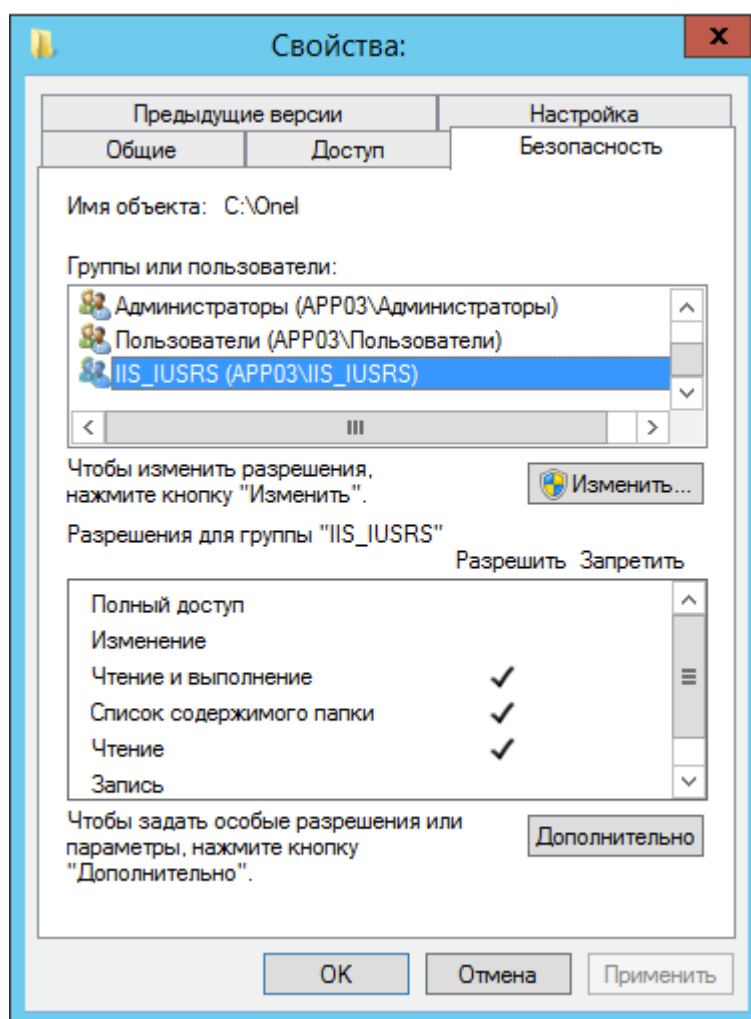 Свойства:
Предыдущие версии
Настройка
Общие
Доступ
Безопасность
Имя объекта: C:\Onel
Группы или пользователи:
Администраторы (APP03\Администраторы)
Пользователи (APP03\Пользователи)
IIS_IUSRS (APP03\IIS_IUSRS)
Чтобы изменить разрешения,
нажмите кнопку "Изменить".
Изменить...
Разрешения для группы "IIS_IUSRS"
Разрешить Запретить
Полный доступ
Изменение
Чтение и выполнение
Список содержимого папки
Чтение
Запись
Чтобы задать особые разрешения или
параметры, нажмите кнопку
"Дополнительно".
Дополнительно
OK
Отмена
Применить